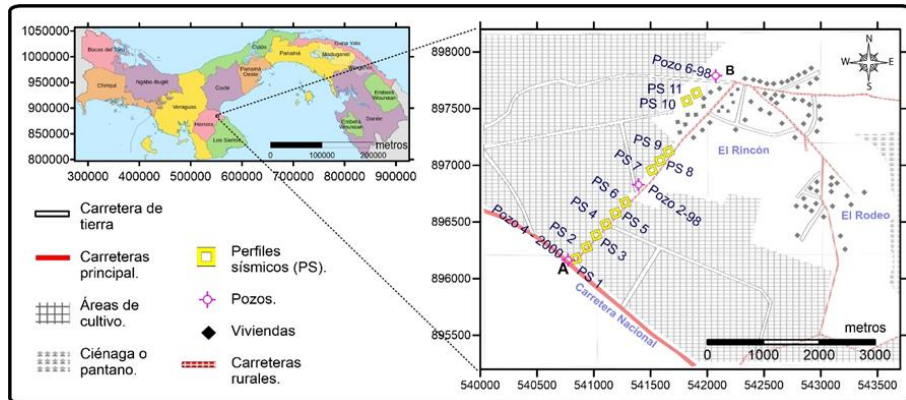 1050000
1000000
950000
900000
850000
800000
300000 400000 500000 600000 700000 800000 900000
Bocas del Toro
Chiriquí
Ngäbe Buglé
Veraguas
Herrera
Los Santos
Coclé
Colón
Panamá Oeste
Panamá
Guna Yala
Madugandí
Wargandí
Darién
Emberá Wounaan
Emberá Wounaan
metros
0 100000 200000
Carretera de
tierra
Carreteras
principal.
Áreas de
cultivo.
Ciénaga o
pantano.
Perfiles
sísmicos (PS).
Pozos.
Viviendas
Carreteras
rurales.
898000
897500
897000
896500
896000
895500
540000 540500 541000 541500 542000 542500 543000 543500
N
W E
S
Pozo 6-98 B
PS 11
PS 10
El Rincón
PS 9
PS 8
PS 7
Pozo 2-98
El Rodeo
PS 6
PS 5
PS 4
PS 3
PS 2
PS 1
Pozo 4 - 2000
A
Carretera Nacional
metros
0 1000 2000 3000